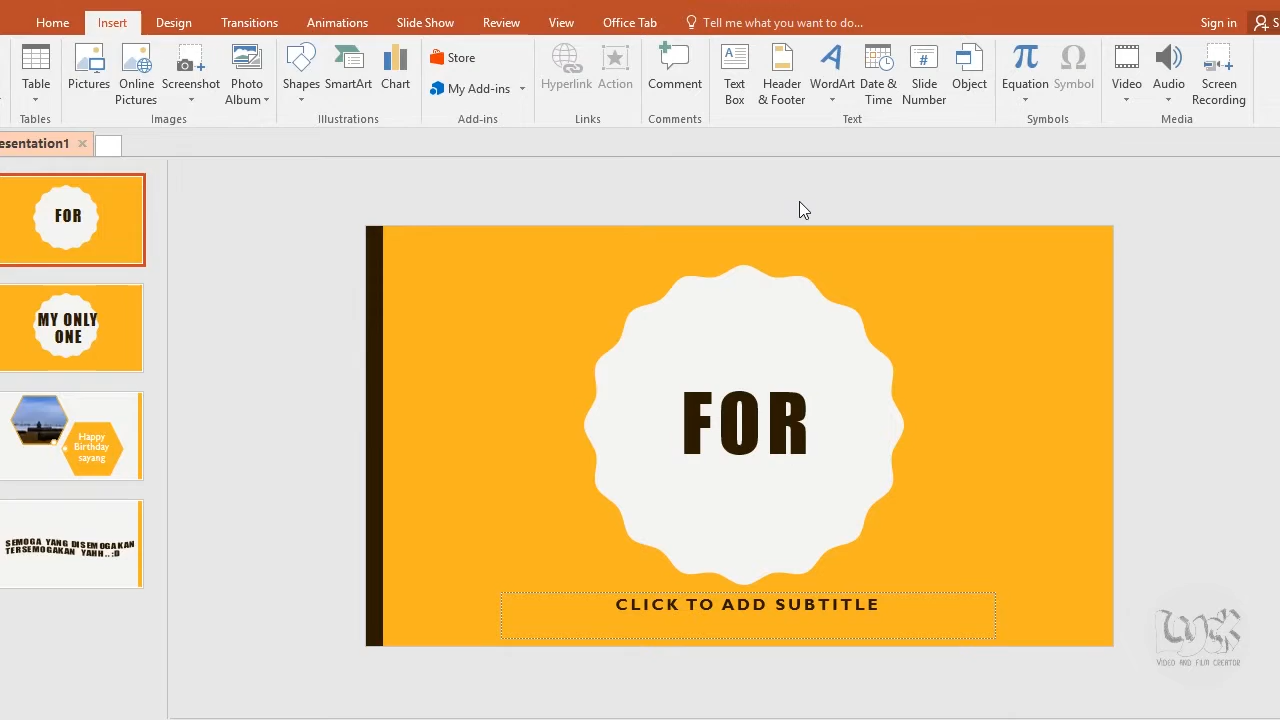 Home Insert Design Transitions Animations Slide Show Review View Office Tab Tell me what you want to do... Sign in S
Table Pictures Online Pictures Screenshot Photo Album Shapes SmartArt Chart Store My Add-ins Hyperlink Action Comment Text Box Header & Footer WordArt Date & Time Slide Number # Object Equation Symbol Video Audio Screen Recording
Tables Images Illustrations Add-ins Links Comments Text Symbols Media
esentation1
FOR
MY ONLY
ONE
Happy
Birthday
sayang
SEMOGA YANG DISEMOGAKAN
TERSEMOGAKAN YAHH.. :D
FOR
CLICK TO ADD SUBTITLE
VIDEO AND FILM CREATOR